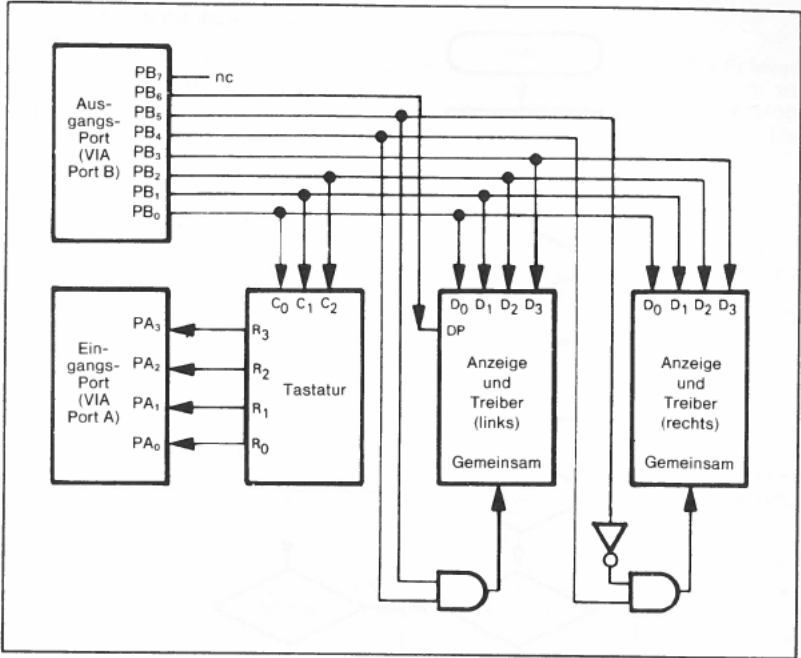 PB₇
nc
PB₆
PB₅
PB₄
PB₃
PB₂
PB₁
PB₀
Aus-
gangs-
Port
(VIA
Port B)
C₀ C₁ C₂
D₀ D₁ D₂ D₃
D₀ D₁ D₂ D₃
Ein-
gangs-
Port
(VIA
Port A)
PA₃
PA₂
PA₁
PA₀
R₃
R₂
R₁
R₀
Tastatur
DP
Anzeige
und
Treiber
(links)
Gemeinsam
Anzeige
und
Treiber
(rechts)
Gemeinsam